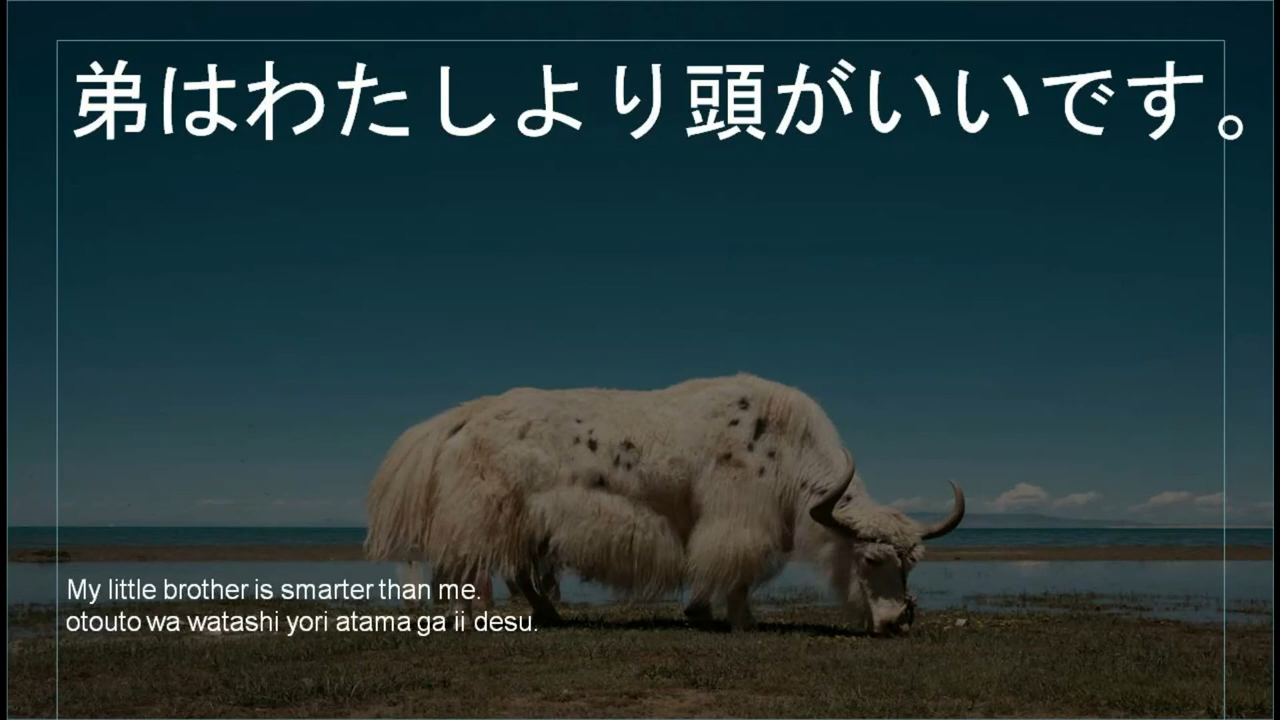 弟はわたしより頭がいいです。
My little brother is smarter than me.
otouto wa watashi yori atama ga ii desu.